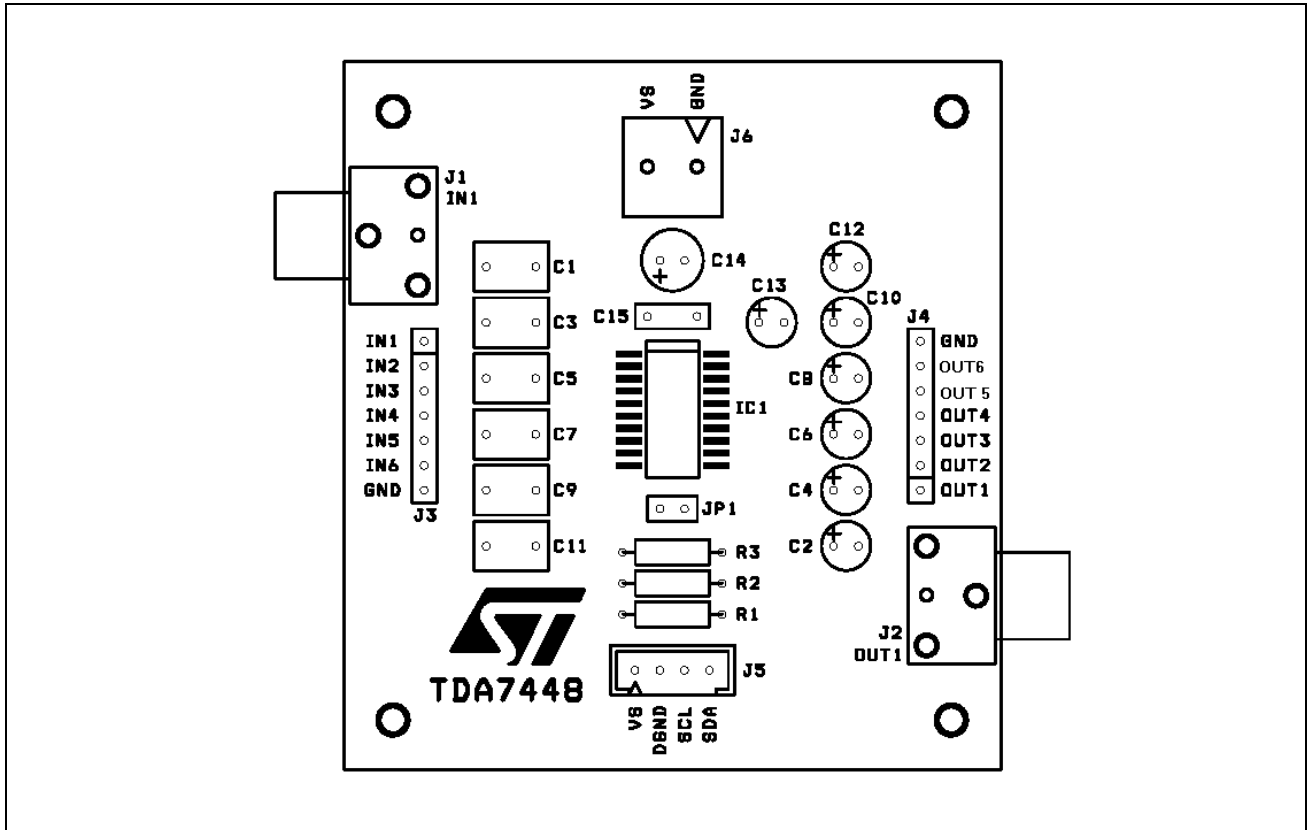 VS
GND
J6
J1
IN1
C12
C1
C14
C13
C10
C3
C15
J4
IN1
GND
IN2
OUT6
C5
C8
IN3
OUT 5
IC1
IN4
OUT4
C7
C6
IN5
OUT3
IN6
OUT2
GND
C9
C4
OUT1
J3
JP1
C11
R3
C2
R2
R1
J2
OUT1
ST
J5
TDA7448
VS
DGND
SCL
SDA